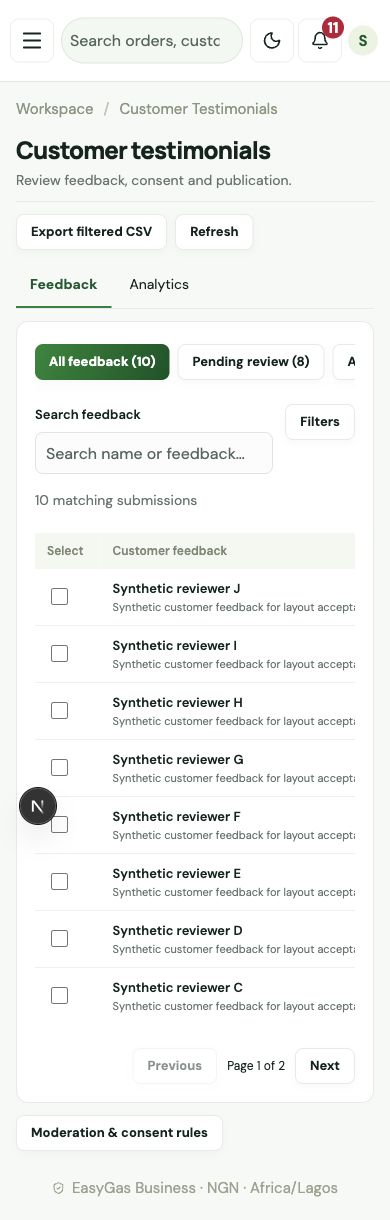 Search orders, custo
11
S
Workspace / Customer Testimonials
Customer testimonials
Review feedback, consent and publication.
Export filtered CSV Refresh
Feedback Analytics
All feedback (10) Pending review (8) A
Search feedback
Filters
Search name or feedback...
10 matching submissions
Select Customer feedback
Synthetic reviewer J
Synthetic customer feedback for layout accepta
Synthetic reviewer I
Synthetic customer feedback for layout accepta
Synthetic reviewer H
Synthetic customer feedback for layout accepta
Synthetic reviewer G
Synthetic customer feedback for layout accepta
N
Synthetic reviewer F
Synthetic customer feedback for layout accepta
Synthetic reviewer E
Synthetic customer feedback for layout accepta
Synthetic reviewer D
Synthetic customer feedback for layout accepta
Synthetic reviewer C
Synthetic customer feedback for layout accepta
Previous Page 1 of 2 Next
Moderation & consent rules
EasyGas Business · NGN · Africa/Lagos